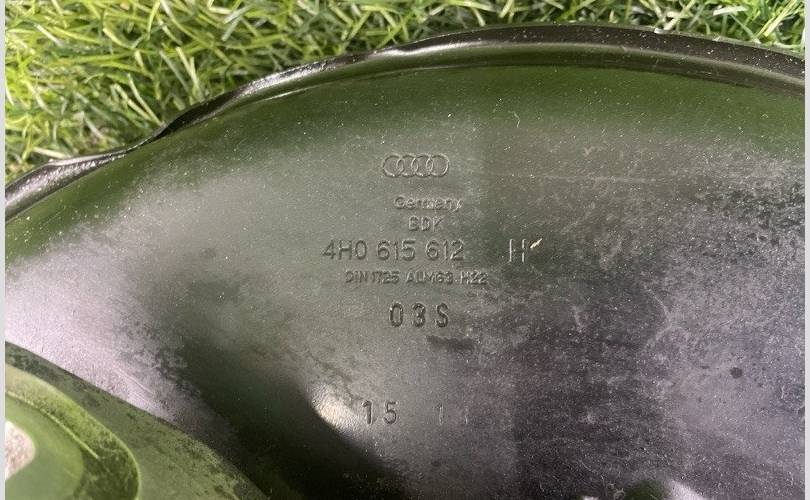 Germany
BDK
4H0 615 612 H
DIN 1725 ALMG3 H22
03S
15